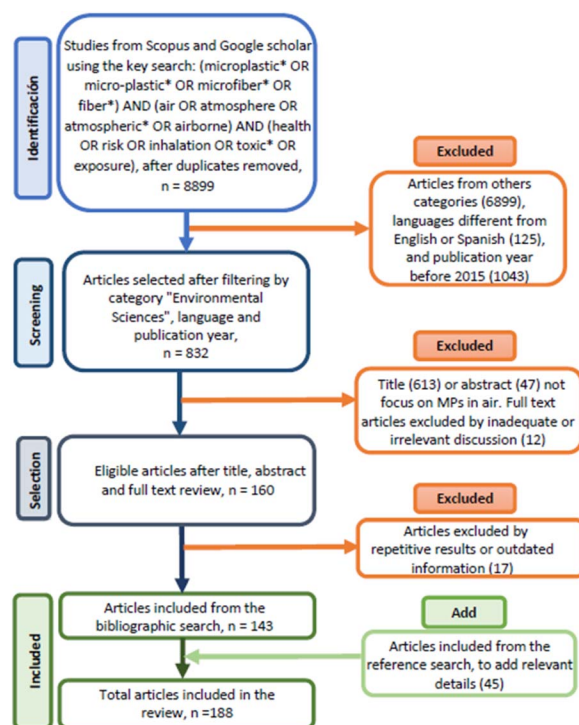 Identificación
Studies from Scopus and Google scholar
using the key search: (microplastic* OR
micro-plastic* OR microfiber* OR
fiber*) AND (air OR atmosphere OR
atmospheric* OR airborne) AND (health
OR risk OR inhalation OR toxic* OR
exposure), after duplicates removed,
n = 8899
Excluded
Articles from others
categories (6899),
languages different from
English or Spanish (125),
and publication year
before 2015 (1043)
Screening
Articles selected after filtering by
category "Environmental
Sciences", language and
publication year,
n = 832
Excluded
Title (613) or abstract (47) not
focus on MPs in air. Full text
articles excluded by inadequate or
irrelevant discussion (12)
Selection
Eligible articles after title, abstract
and full text review, n = 160
Excluded
Articles excluded by
repetitive results or outdated
information (17)
Included
Articles included from the
bibliographic search, n = 143
Add
Articles included from the
reference search, to add relevant
details (45)
Total articles included in the
review, n =188